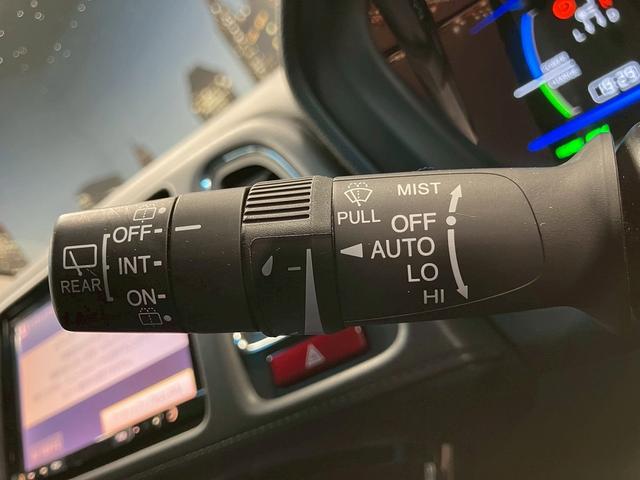 MIST
PULL
OFF
AUTO
LO
HI
OFF
INT
ON
REAR